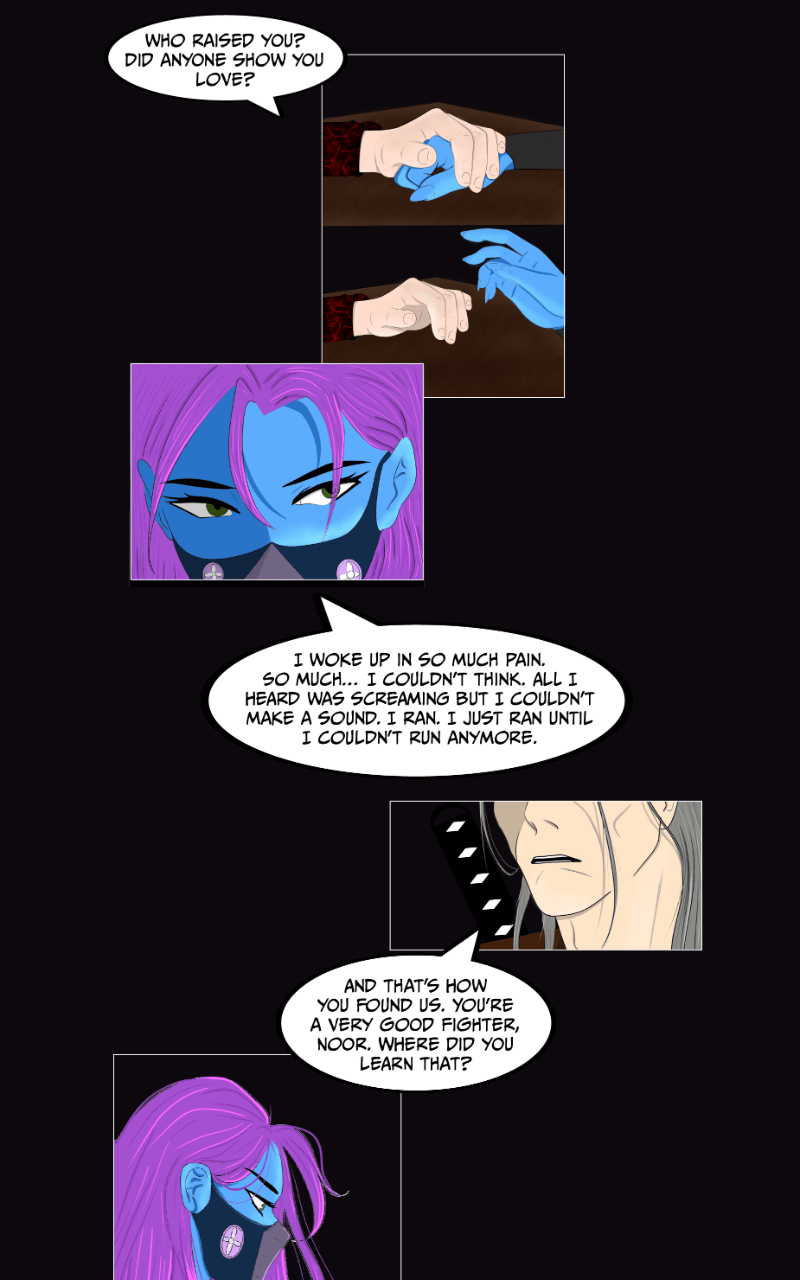 WHO RAISED YOU?
DID ANYONE SHOW YOU
LOVE?
I WOKE UP IN SO MUCH PAIN.
SO MUCH... I COULDN'T THINK. ALL I
HEARD WAS SCREAMING BUT I COULDN'T
MAKE A SOUND. I RAN. I JUST RAN UNTIL
I COULDN'T RUN ANYMORE.
AND THAT'S HOW
YOU FOUND US. YOU'RE
A VERY GOOD FIGHTER,
NOOR. WHERE DID YOU
LEARN THAT?